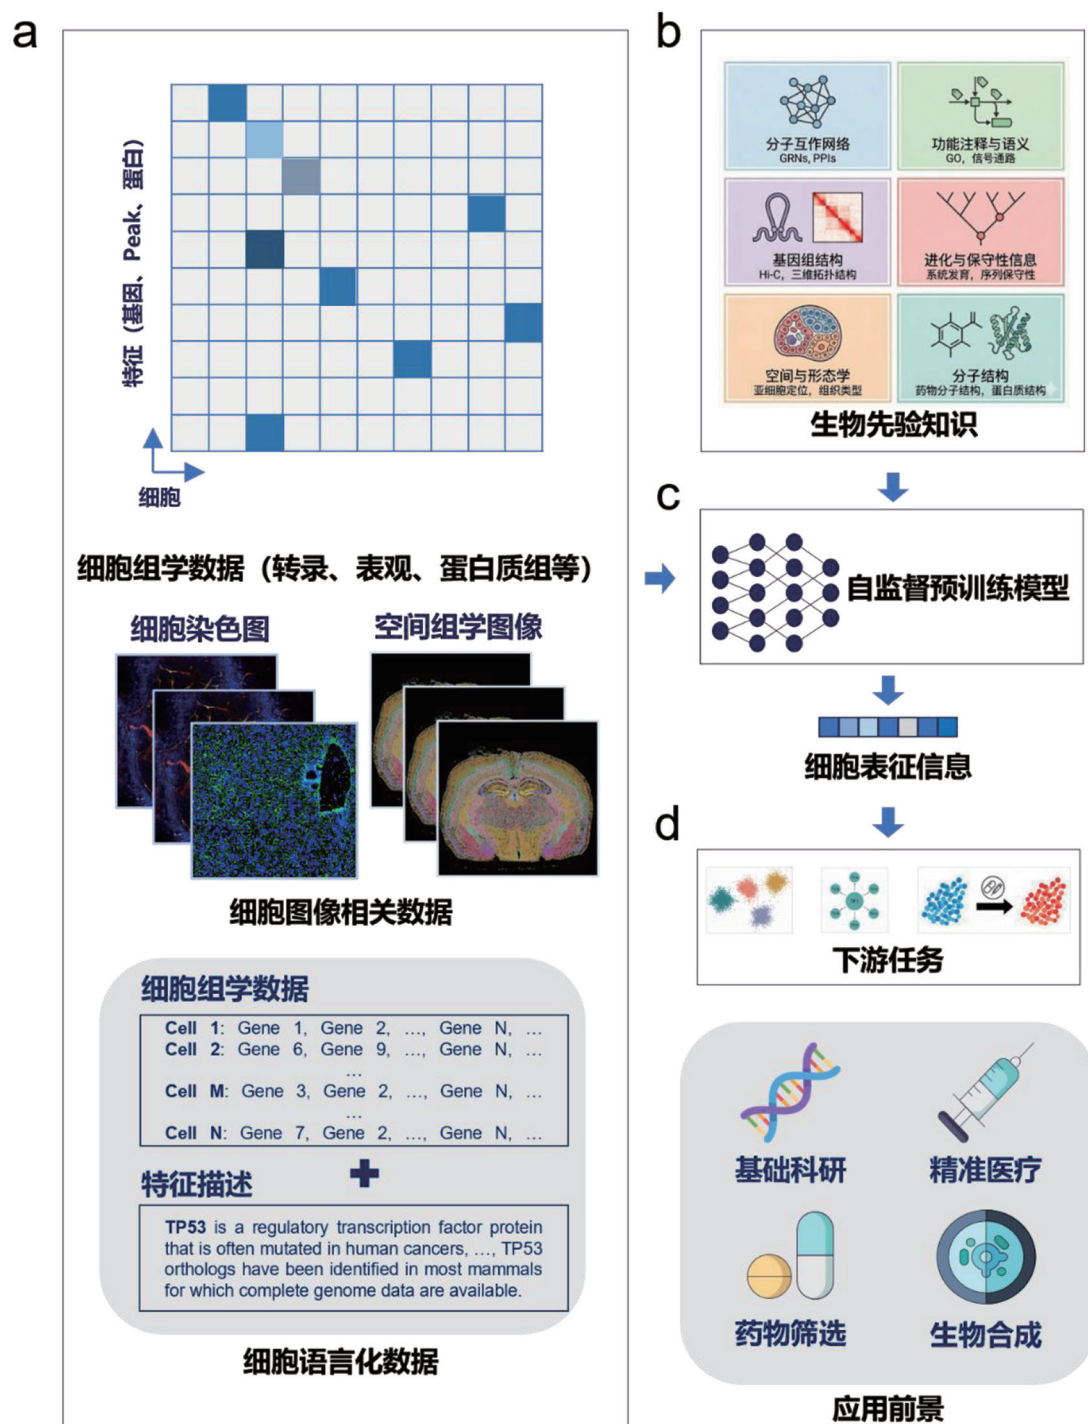 a
特征（基因、Peak、蛋白）
细胞
细胞组学数据（转录、表观、蛋白质组等）
细胞染色图
空间组学图像
细胞图像相关数据
细胞组学数据
Cell 1: Gene 1, Gene 2, …, Gene N, …
Cell 2: Gene 6, Gene 9, …, Gene N, …
…
Cell M: Gene 3, Gene 2, …, Gene N, …
…
Cell N: Gene 7, Gene 2, …, Gene N, …
特征描述
TP53 is a regulatory transcription factor protein
that is often mutated in human cancers, …, TP53
orthologs have been identified in most mammals
for which complete genome data are available.
细胞语言化数据
b
分子互作网络
GRNs, PPIs
功能注释与语义
GO，信号通路
基因组结构
Hi-C，三维拓扑结构
进化与保守性信息
系统发育，序列保守性
空间与形态学
亚细胞定位，组织类型
分子结构
药物分子结构，蛋白质结构
生物先验知识
c
自监督预训练模型
细胞表征信息
d
下游任务
基础科研
精准医疗
药物筛选
生物合成
应用前景